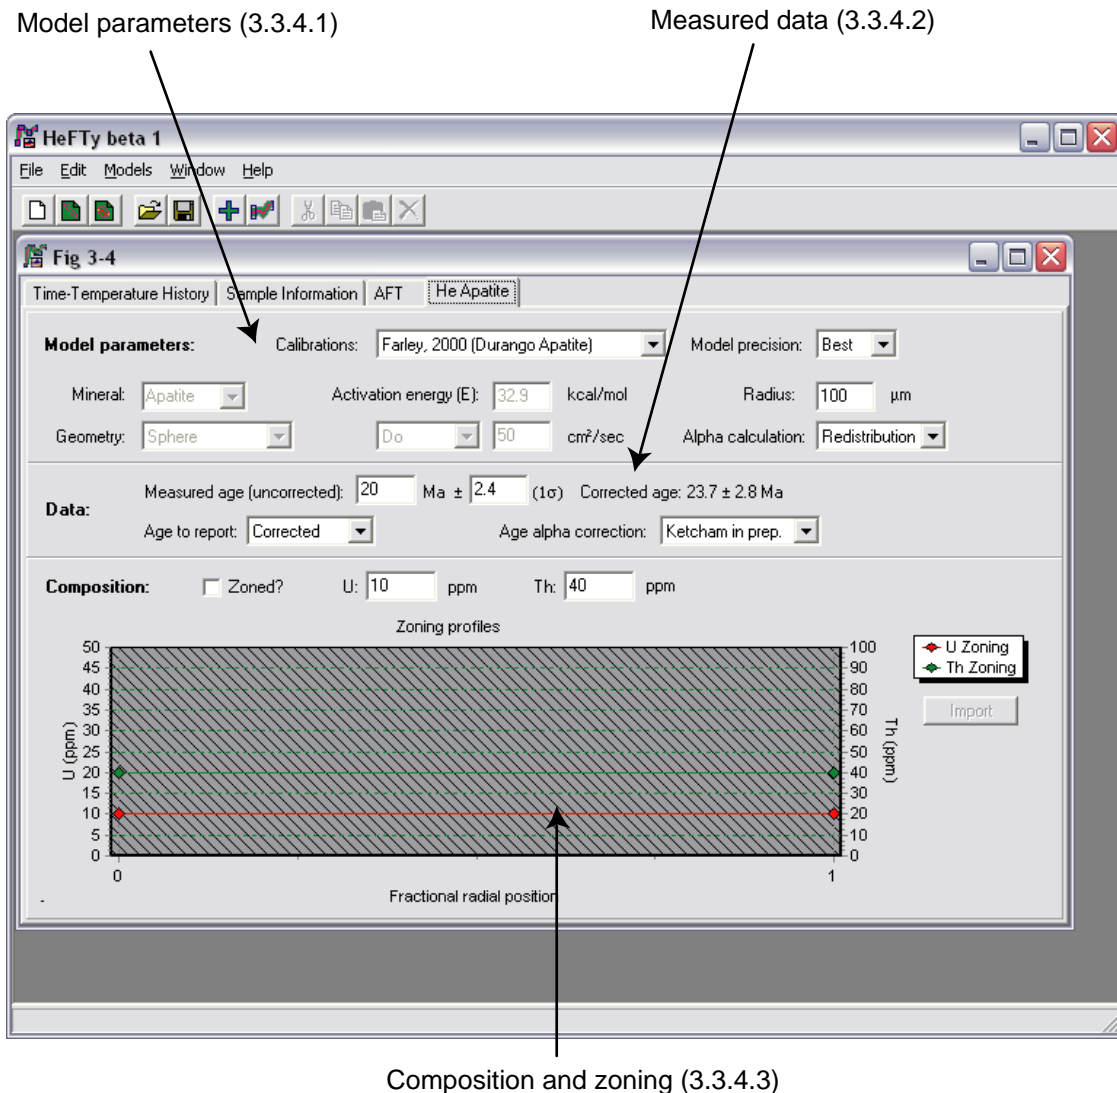 Model parameters (3.3.4.1)
Measured data (3.3.4.2)
HeFTy beta 1
File Edit Models Window Help
Fig 3-4
Time-Temperature History Sample Information AFT He Apatite
Model parameters: Calibrations: Farley, 2000 (Durango Apatite) Model precision: Best
Mineral: Apatite Activation energy (E): 32.9 kcal/mol Radius: 100 µm
Geometry: Sphere Do 50 cm²/sec Alpha calculation: Redistribution
Data:
Measured age (uncorrected): 20 Ma ± 2.4 (1σ) Corrected age: 23.7 ± 2.8 Ma
Age to report: Corrected Age alpha correction: Ketcham in prep.
Composition: Zoned? U: 10 ppm Th: 40 ppm
Zoning profiles
50 100
45 90
40 80
35 70
30 60
25 50
20 40
15 30
10 20
5 10
0 0
U (ppm)
Th (ppm)
0 1
Fractional radial position
U Zoning
Th Zoning
Import
Composition and zoning (3.3.4.3)